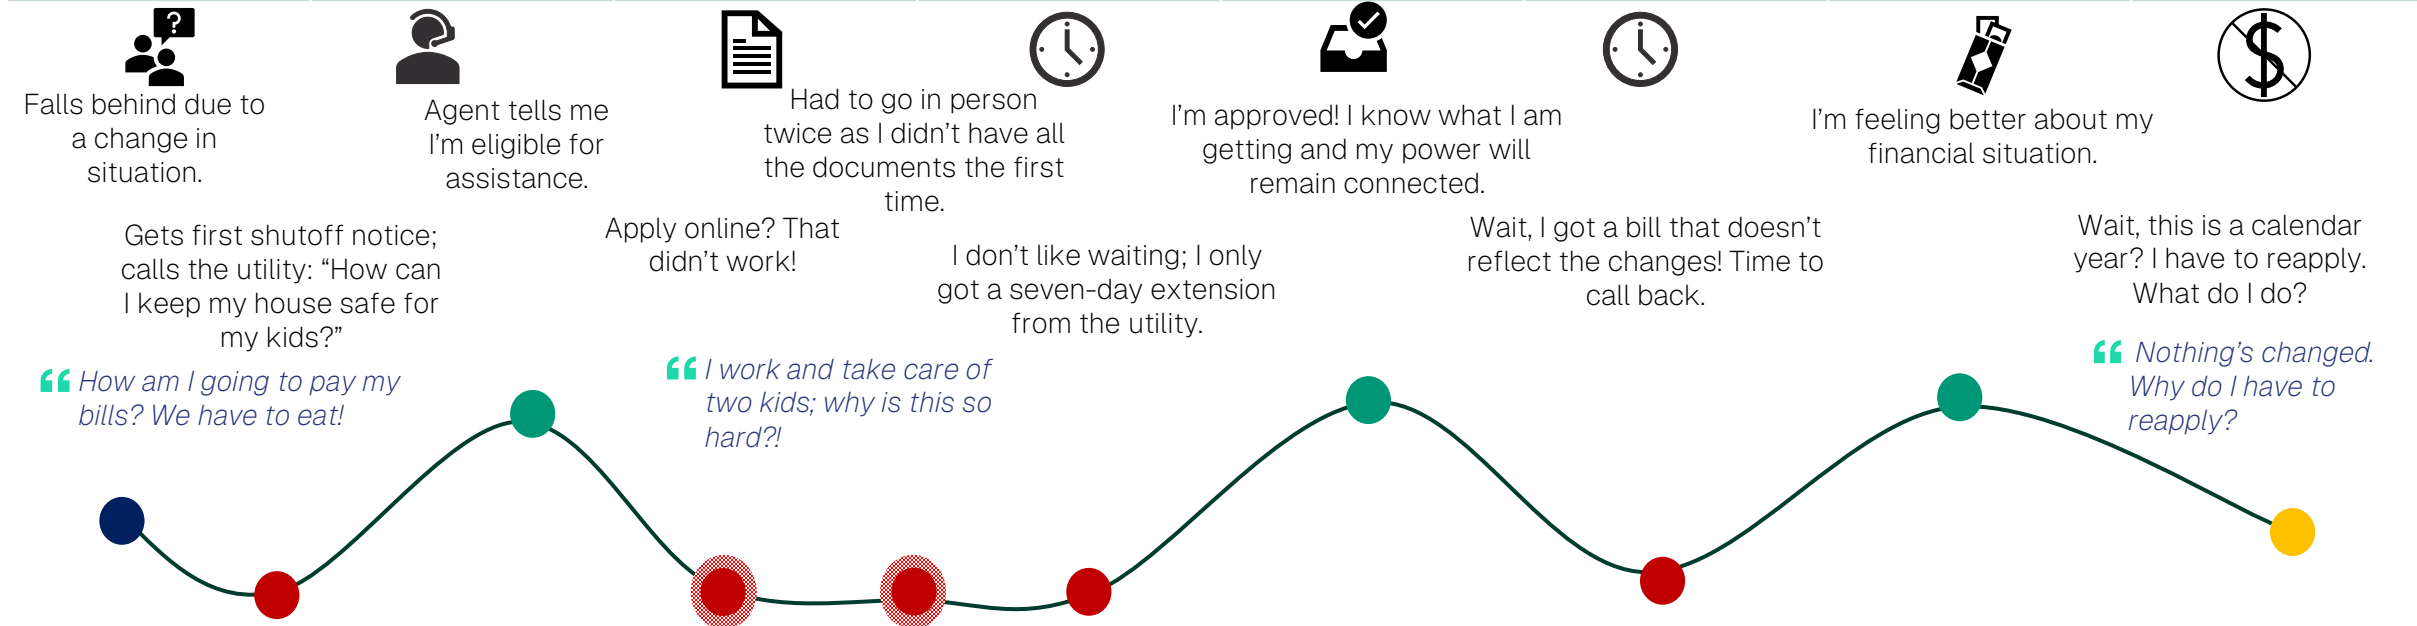 ?
Falls behind due to
a change in
situation.
Gets first shutoff notice;
calls the utility: “How can
I keep my house safe for
my kids?”
“ How am I going to pay my
bills? We have to eat!
Agent tells me
I’m eligible for
assistance.
Apply online? That
didn’t work!
Had to go in person
twice as I didn’t have all
the documents the first
time.
“ I work and take care of
two kids; why is this so
hard?!
I don’t like waiting; I only
got a seven-day extension
from the utility.
I’m approved! I know what I am
getting and my power will
remain connected.
Wait, I got a bill that doesn’t
reflect the changes! Time to
call back.
I’m feeling better about my
financial situation.
$
Wait, this is a calendar
year? I have to reapply.
What do I do?
“ Nothing’s changed.
Why do I have to
reapply?